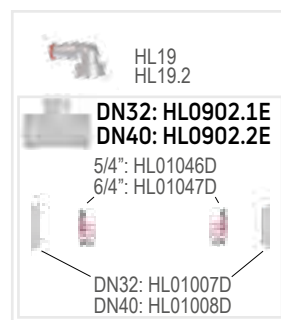 HL19
HL19.2
DN32: HL0902.1E
DN40: HL0902.2E
5/4”: HL01046D
6/4”: HL01047D
DN32: HL01007D
DN40: HL01008D